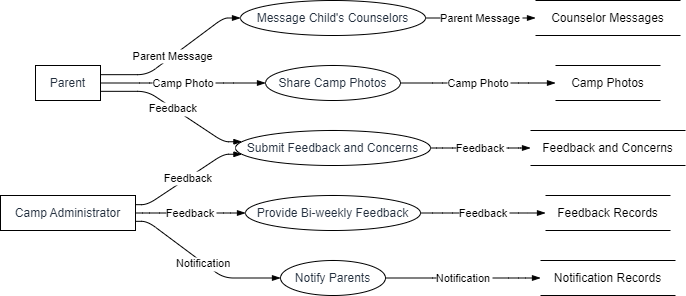 Message Child's Counselors
Parent Message
Counselor Messages
Parent Message
Parent
Camp Photo
Share Camp Photos
Camp Photo
Camp Photos
Feedback
Submit Feedback and Concerns
Feedback
Feedback and Concerns
Feedback
Camp Administrator
Feedback
Provide Bi-weekly Feedback
Feedback
Feedback Records
Notification
Notify Parents
Notification
Notification Records